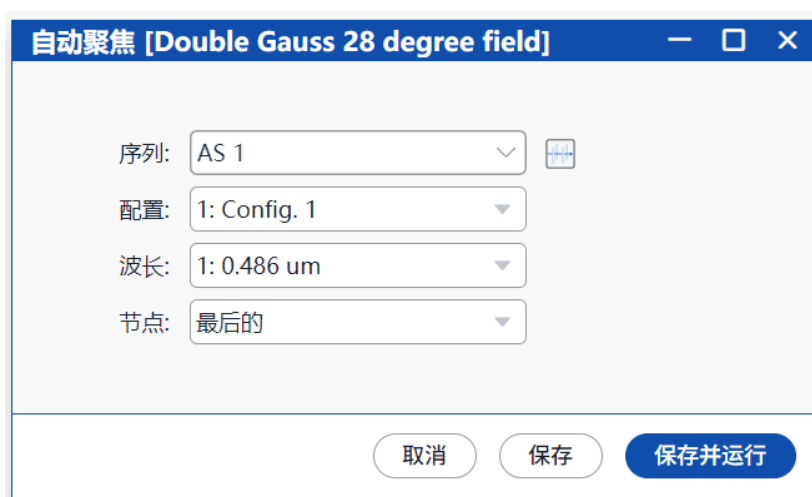 自动聚焦 [Double Gauss 28 degree field]
序列: AS 1
配置: 1: Config. 1
波长: 1: 0.486 um
节点: 最后的
取消 保存 保存并运行